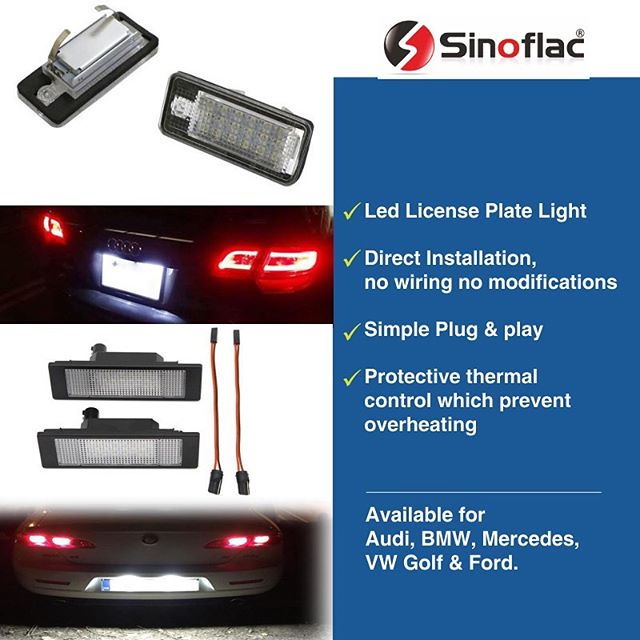 Sinoflac®
Led License Plate Light
Direct Installation,
no wiring no modifications
Simple Plug & play
Protective thermal
control which prevent
overheating
Available for
Audi, BMW, Mercedes,
VW Golf & Ford.